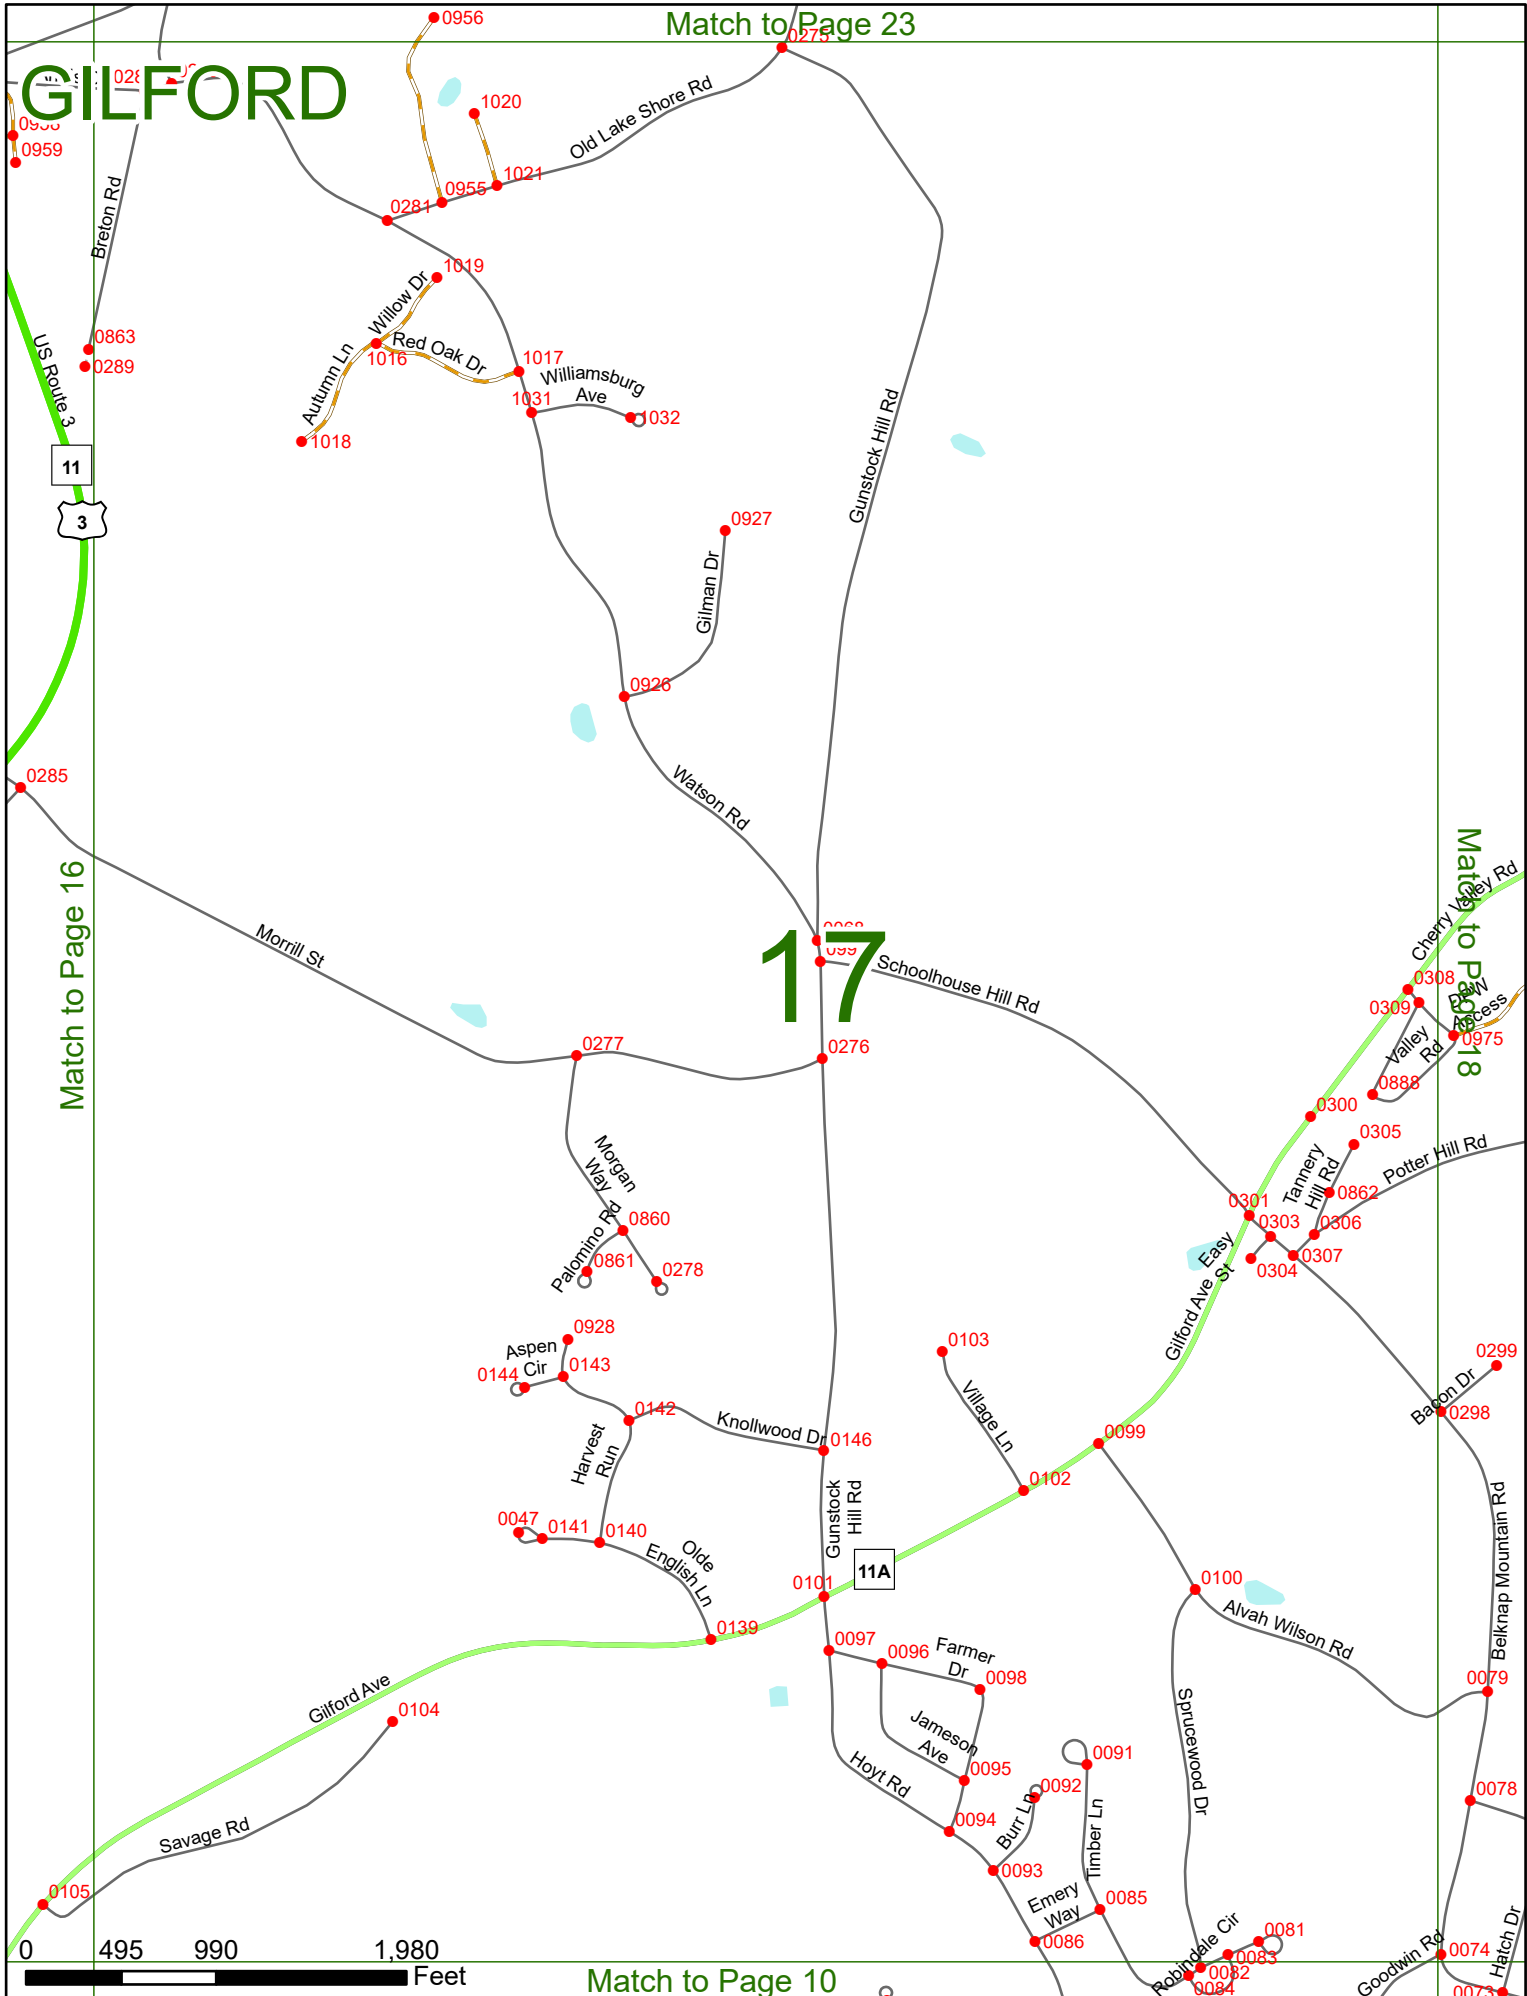 Match to Page 23
GILFORD
0956
0275
1020
0959
Old Lake Shore Rd
1021
0955
0281
Breton Rd
1019
Willow Dr
0863
0289
US Route 3
1016
Red Oak Dr
1017
Autumn Ln
Williamsburg
Ave
1031
1032
1018
11
3
Gunstock Hill Rd
0927
Gilman Dr
0926
0285
Watson Rd
Match to Page 16
Match to Page 18
Cherry Valley Rd
Morrill St
17
Schoolhouse Hill Rd
0308
0309
DPW
Access
0975
Valley
Rd
0888
0277
0276
0300
0305
Morgan
Way
Tannery
Hill Rd
Potter Hill Rd
0862
0301
0303
0306
0307
0304
Easy
St
0860
Palomino Rd
0861
0278
Gilford Ave
0928
Aspen
Cir
0144
0143
0103
0299
Bacon Dr
0298
0142
Knollwood Dr
0146
Village Ln
0099
Harvest
Run
0102
Gunstock
Hill Rd
Belknap Mountain Rd
0047
0141
0140
Olde
English Ln
11A
0101
0100
Alvah Wilson Rd
0139
0097
0096
Farmer
Dr
0098
0079
Gilford Ave
0104
Sprucewood Dr
Jameson
Ave
0091
Hoyt Rd
0095
0092
0078
Savage Rd
0094
Burr Ln
Timber Ln
0093
0105
Emery
Way
0085
0086
Robindale Cir
0081
0083
0082
0084
Goodwin Rd
0074
Hatch Dr
0073
0 495 990 1,980
Feet
Match to Page 10